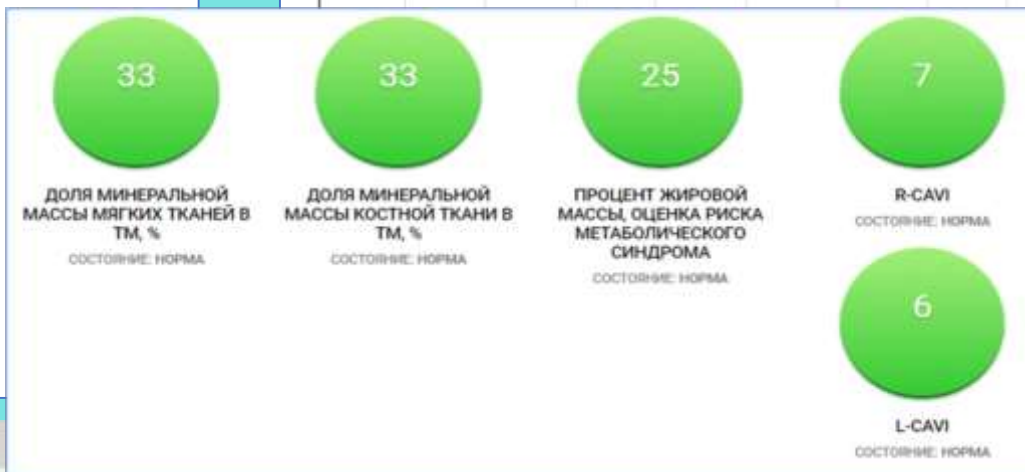 33
ДОЛЯ МИНЕРАЛЬНОЙ
МАССЫ МЯГКИХ ТКАНЕЙ В
ТМ, %
СОСТОЯНИЕ: НОРМА
33
ДОЛЯ МИНЕРАЛЬНОЙ
МАССЫ КОСТНОЙ ТКАНИ В
ТМ, %
СОСТОЯНИЕ: НОРМА
25
ПРОЦЕНТ ЖИРОВОЙ
МАССЫ, ОЦЕНКА РИСКА
МЕТАБОЛИЧЕСКОГО
СИНДРОМА
СОСТОЯНИЕ: НОРМА
7
R-CAVI
СОСТОЯНИЕ: НОРМА
6
L-CAVI
СОСТОЯНИЕ: НОРМА